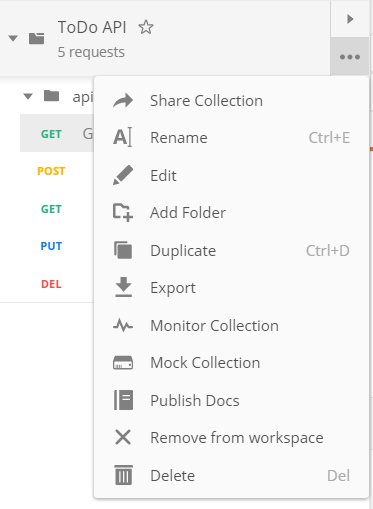 ToDo API
5 requests
api
GET G
POST
GET
PUT
DEL
Share Collection
Rename Ctrl+E
Edit
Add Folder
Duplicate Ctrl+D
Export
Monitor Collection
Mock Collection
Publish Docs
Remove from workspace
Delete Del